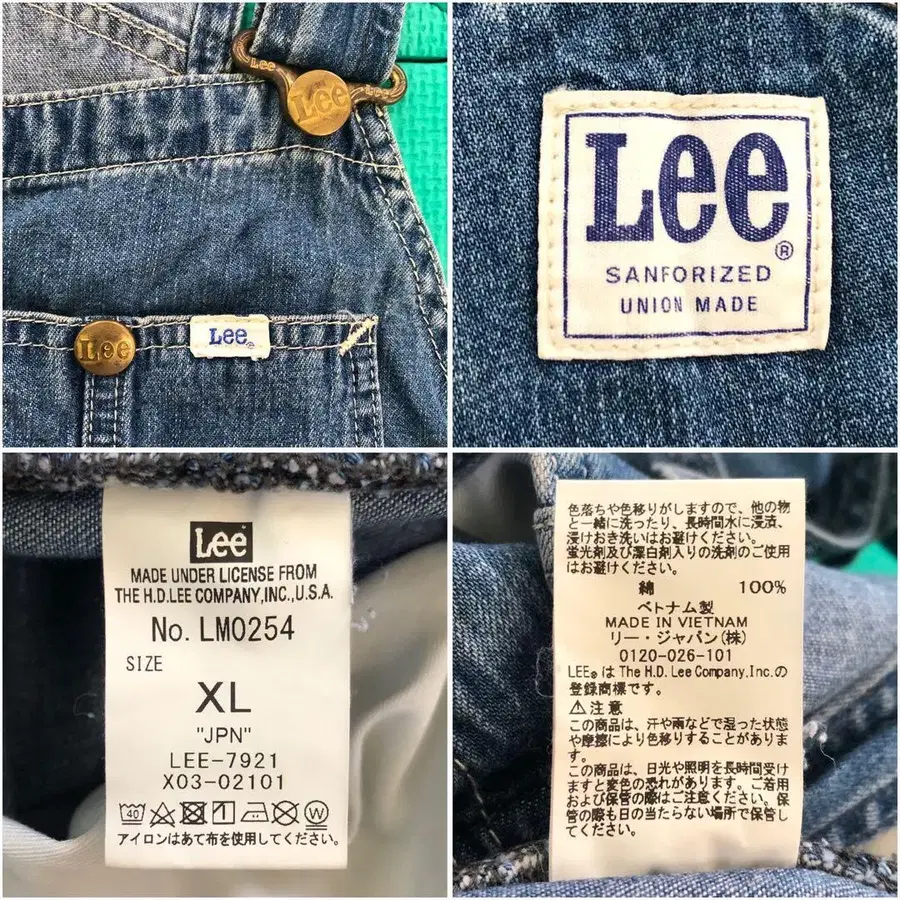 Lee
Lee
Lee
Lee
Lee®
Lee®
SANFORIZED
UNION MADE
Lee
MADE UNDER LICENSE FROM
THE H.D.LEE COMPANY,INC.,U.S.A.
No. LM0254
SIZE
XL
"JPN"
LEE-7921
X03-02101
40
W
アイロンはあて布を使用してください。
色落ちや色移りがしますので、他の物
と一緒に洗ったり、長時間水に浸漬、
浸けおき洗いはお避けください。
蛍光剤及び漂白剤入りの洗剤のご使用
はお避けください。
綿 100%
ベトナム製
MADE IN VIETNAM
リー・ジャパン(株)
0120-026-101
LEE®は The H.D. Lee Company, Inc.の
登録商標です。
⚠注意
この商品は、汗や雨などで湿った状態
や摩擦により色移りすることがありま
す。
この商品は、日光や照明を長時間受け
ますと変色の恐れがあります。ご着用
および保管の際はご注意ください。保
管の際も日の当たらない場所で保管し
てください。